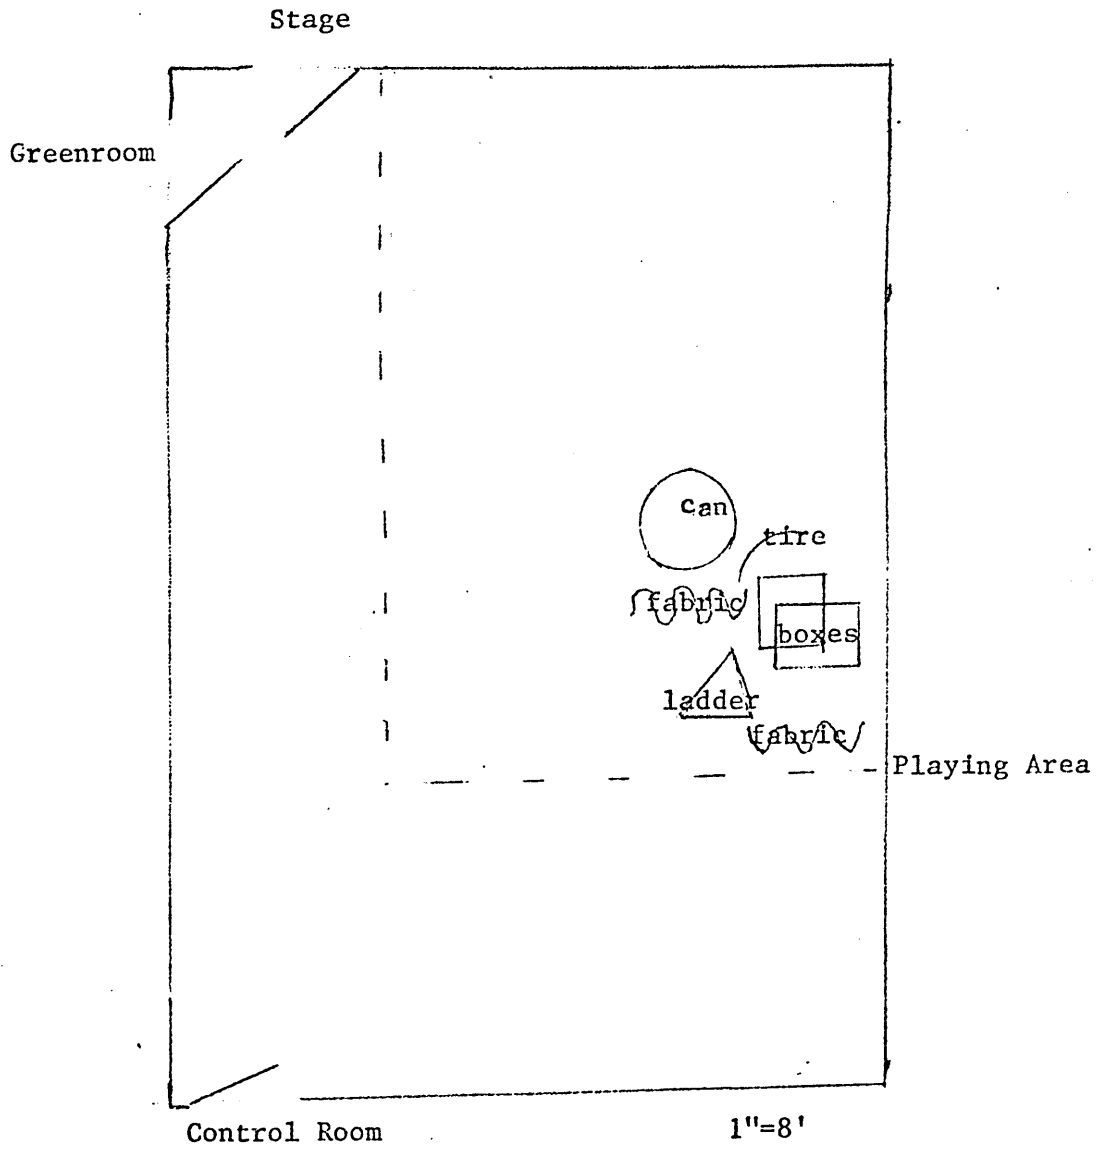 Stage
Greenroom
can
tire
fabric
boxes
ladder
fabric
Playing Area
Control Room
1"=8'